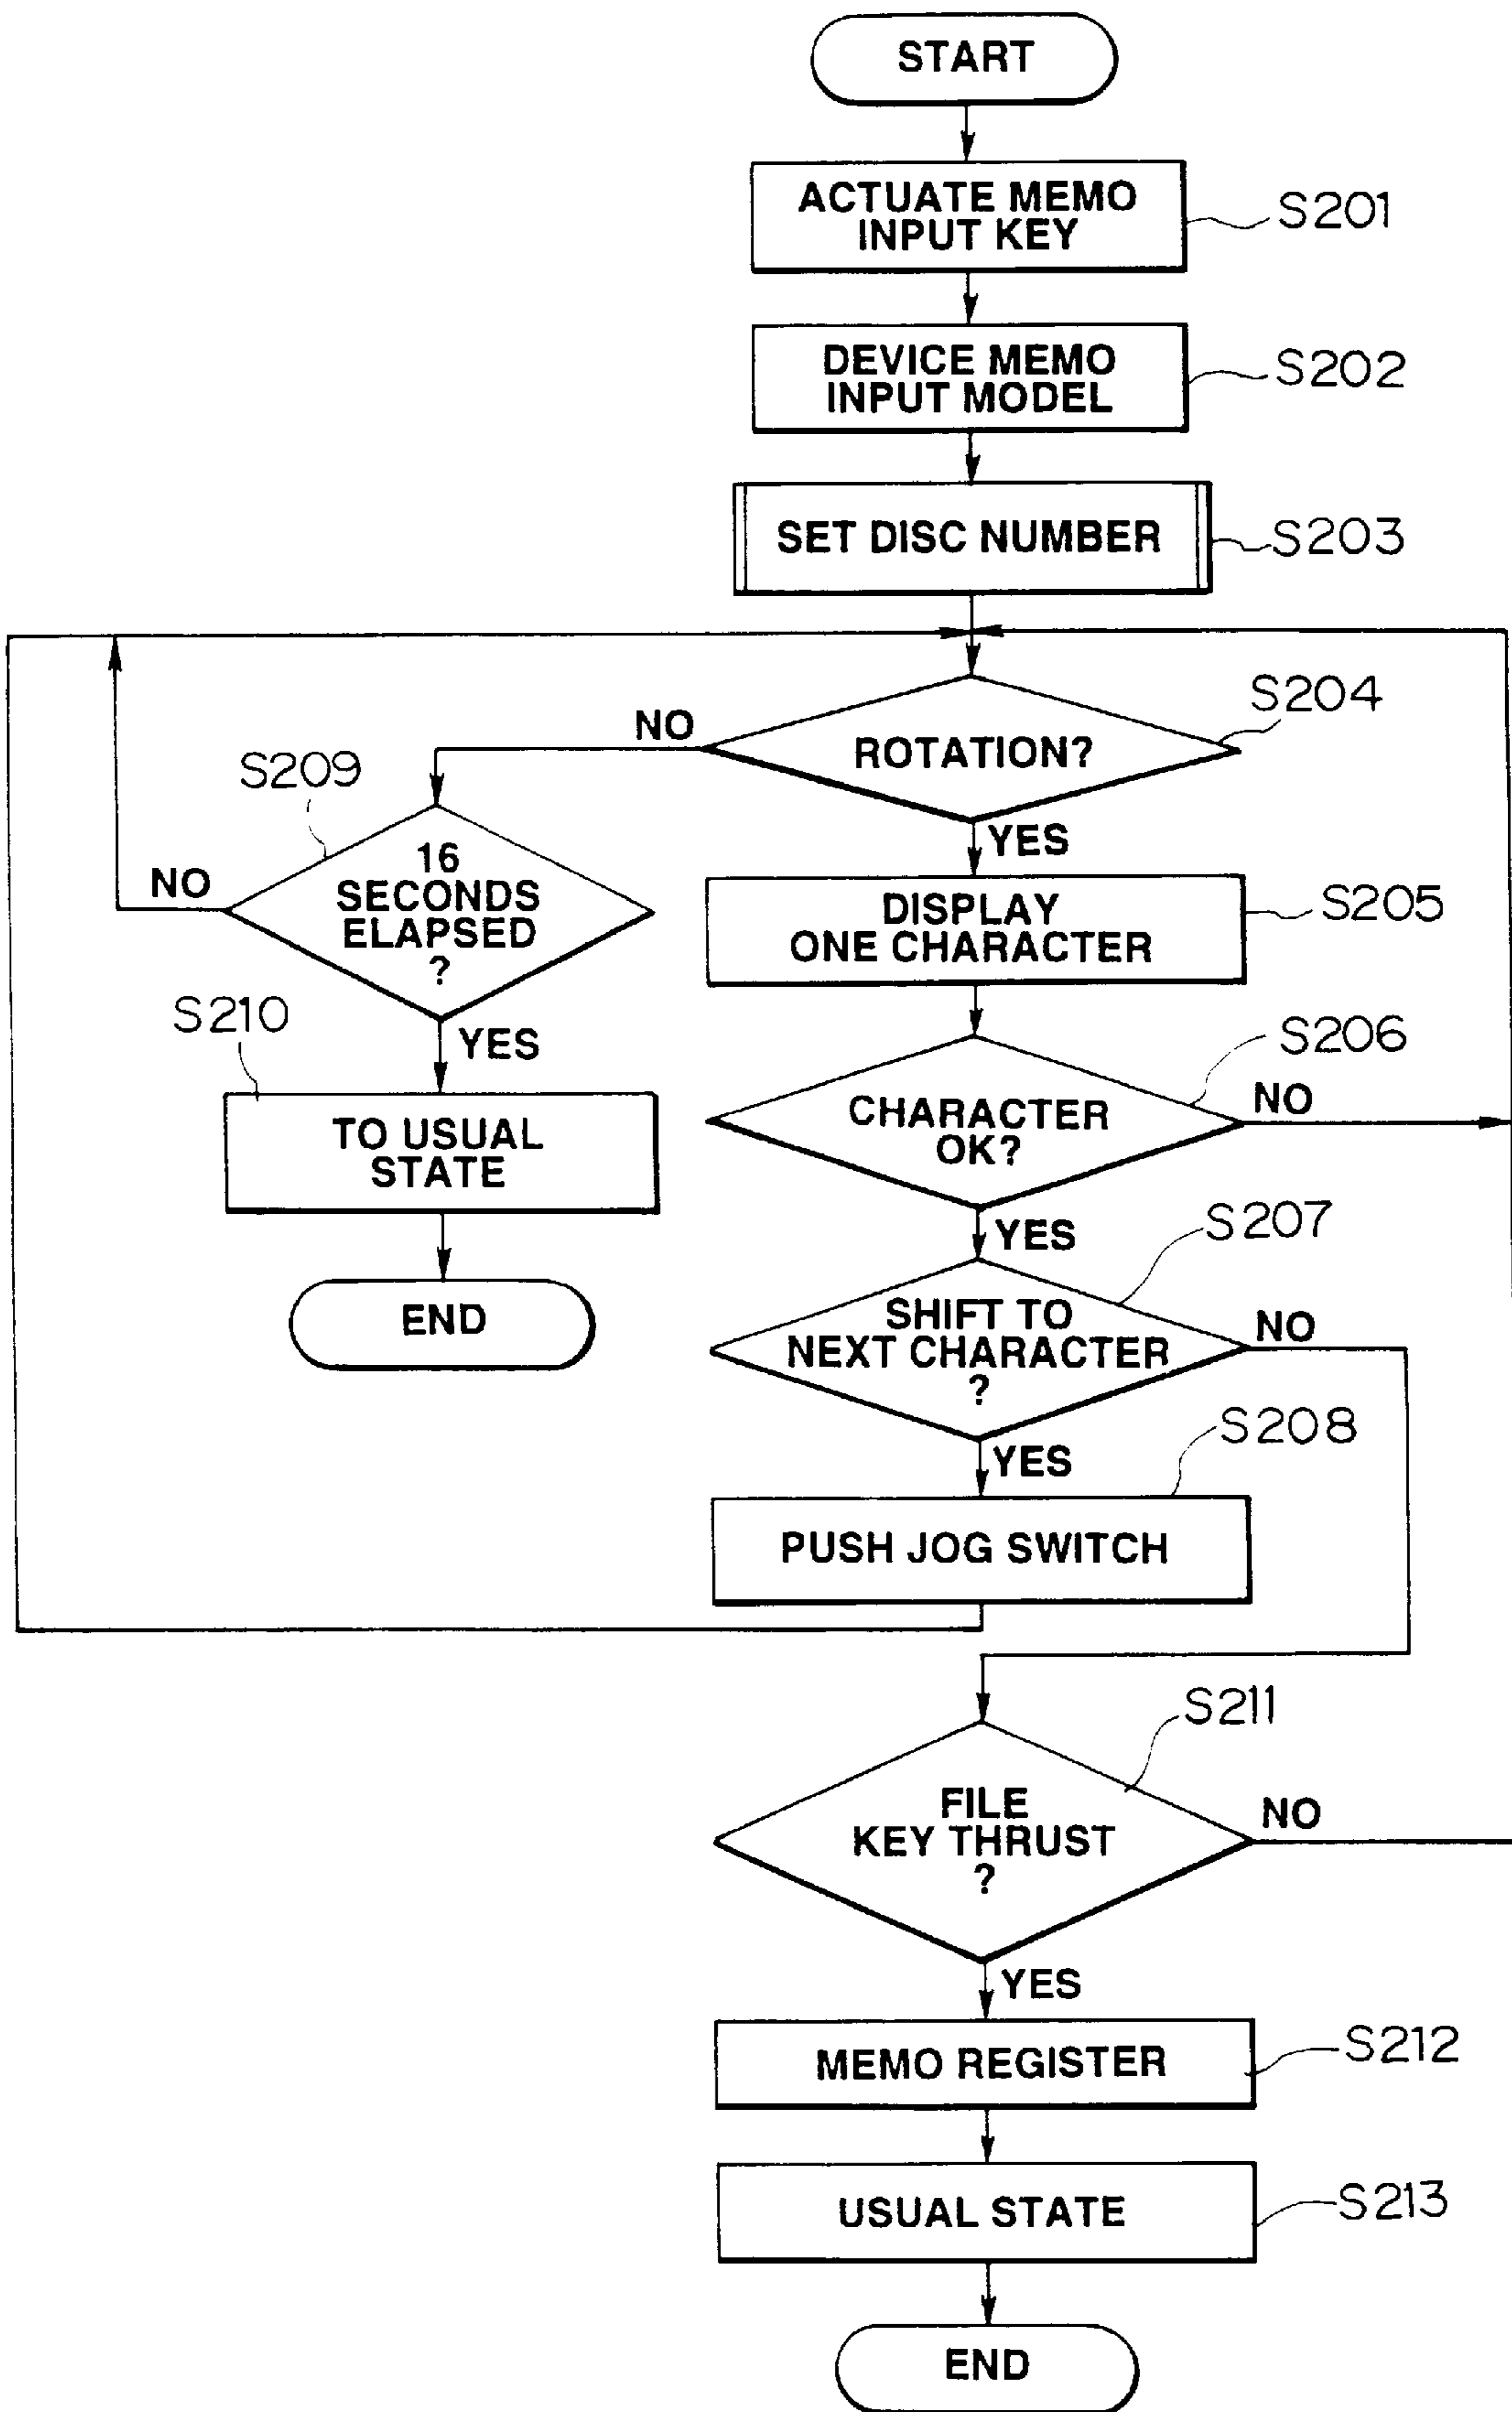 START
ACTUATE MEMO
INPUT KEY
S201
DEVICE MEMO
INPUT MODEL
S202
SET DISC NUMBER
S203
S204
NO
ROTATION?
S209
YES
16
SECONDS
ELAPSED
?
NO
DISPLAY
ONE CHARACTER
S205
S210
YES
S206
CHARACTER
OK?
NO
TO USUAL
STATE
YES
S207
END
SHIFT TO
NEXT CHARACTER
?
NO
S208
YES
PUSH JOG SWITCH
S211
FILE
KEY THRUST
?
NO
YES
MEMO REGISTER
S212
USUAL STATE
S213
END